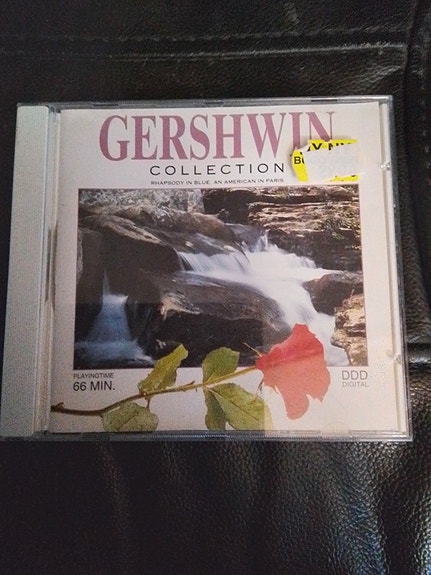 GERSHWIN
COLLECTION
RHAPSODY IN BLUE, AN AMERICAN IN PARIS
PLAYINGTIME
66 MIN.
DDD
DIGITAL